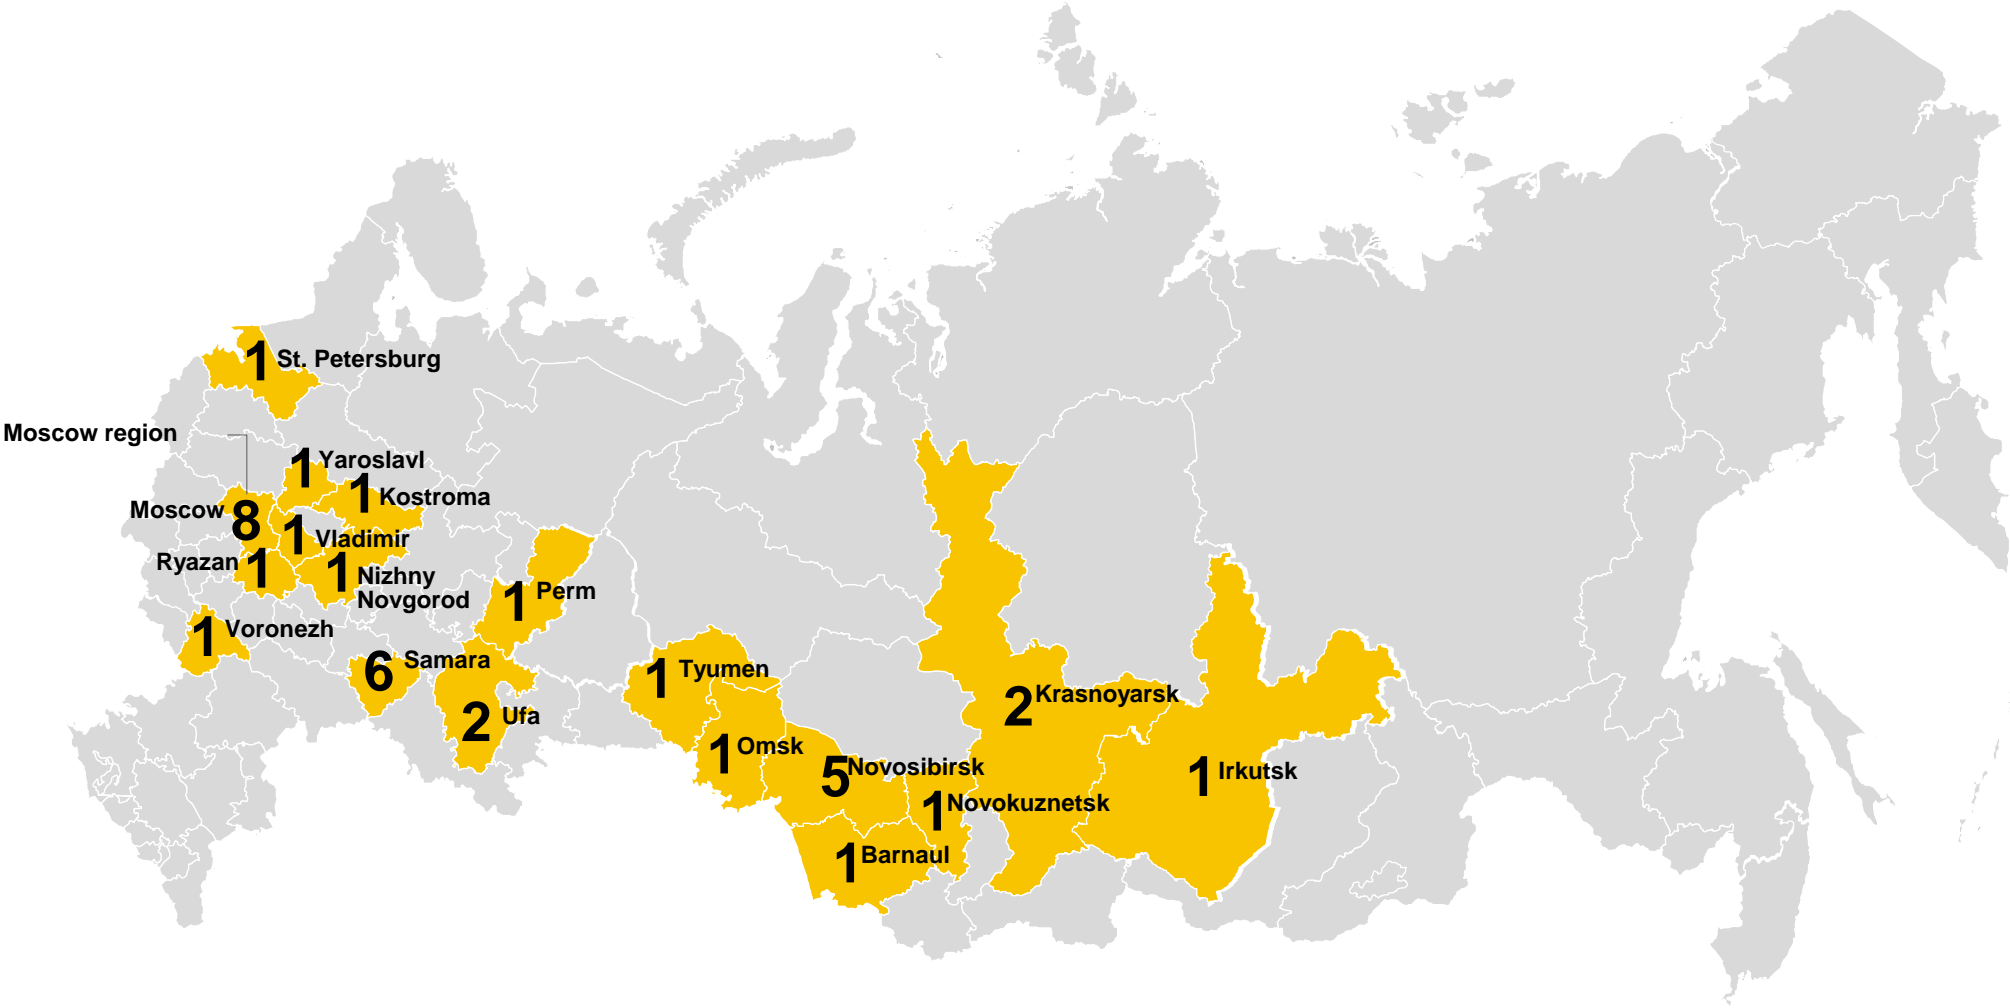 1 St. Petersburg
Moscow region
1 Yaroslavl
1 Kostroma
Moscow 8
1 Vladimir
Ryazan 1
1 Nizhny
Novgorod
1 Perm
1 Voronezh
6 Samara
1 Tyumen
2 Krasnoyarsk
2 Ufa
1 Omsk
5 Novosibirsk
1 Irkutsk
1 Novokuznetsk
1 Barnaul